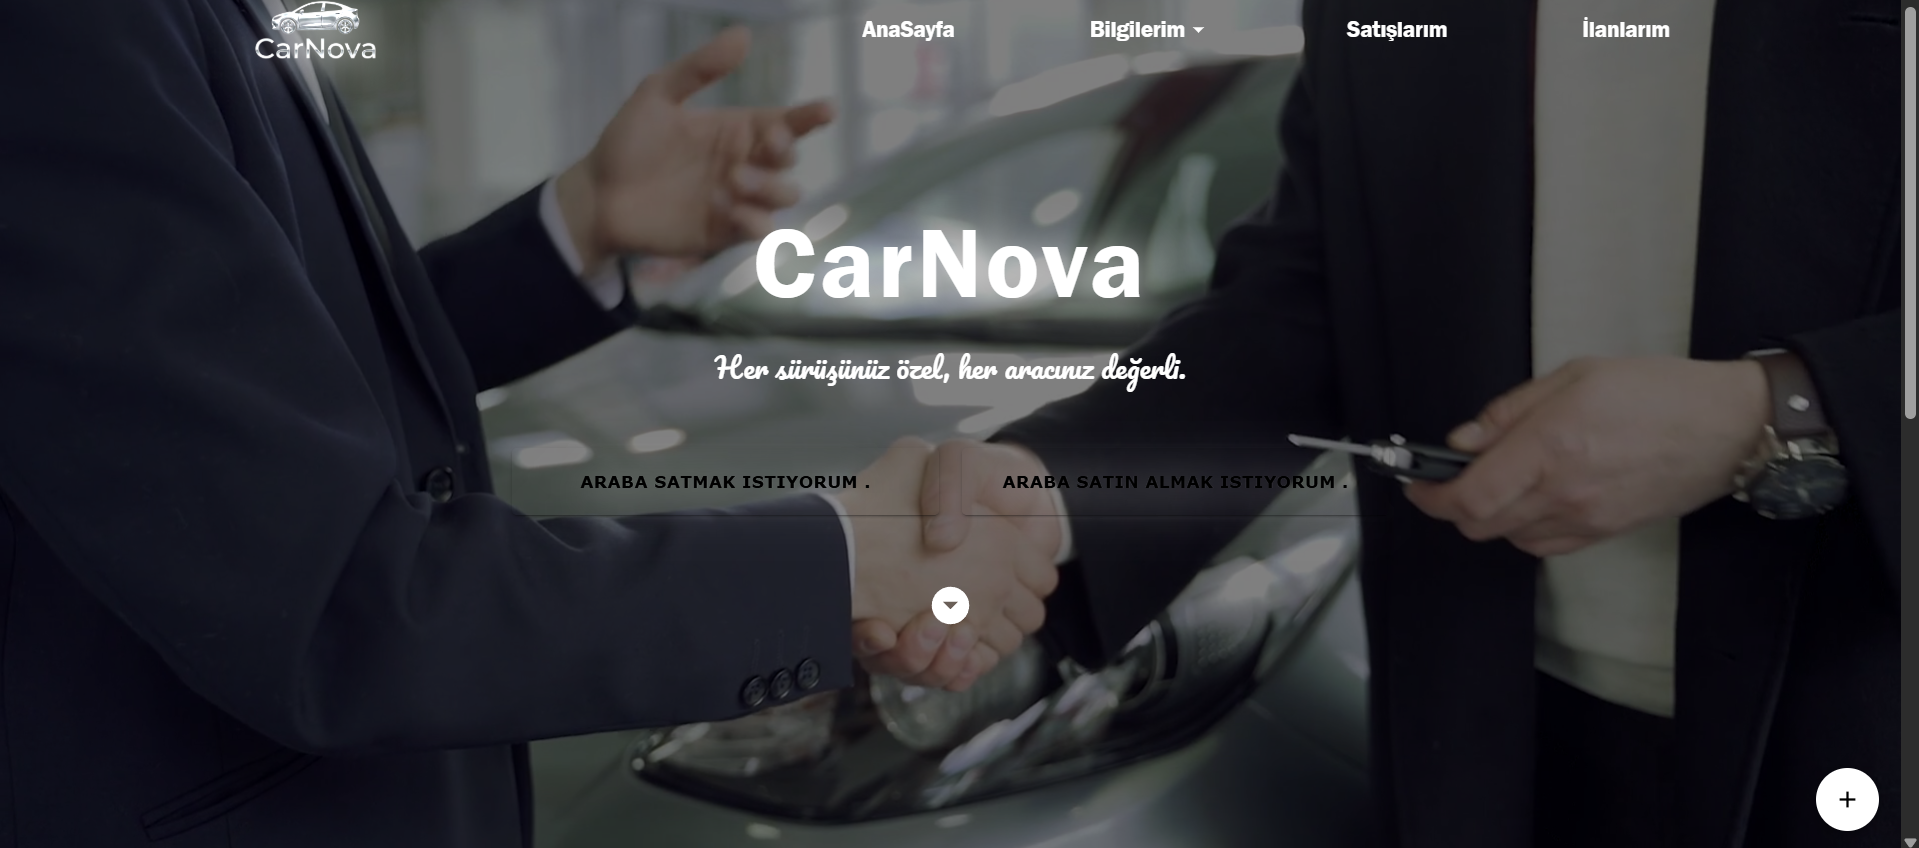 CarNova
AnaSayfa
Bilgilerim
Satışlarım
İlanlarım
CarNova
Her sürüşünüz özel, her aracınız değerli.
ARABA SATMAK ISTIYORUM .
ARABA SATIN ALMAK ISTIYORUM .
+